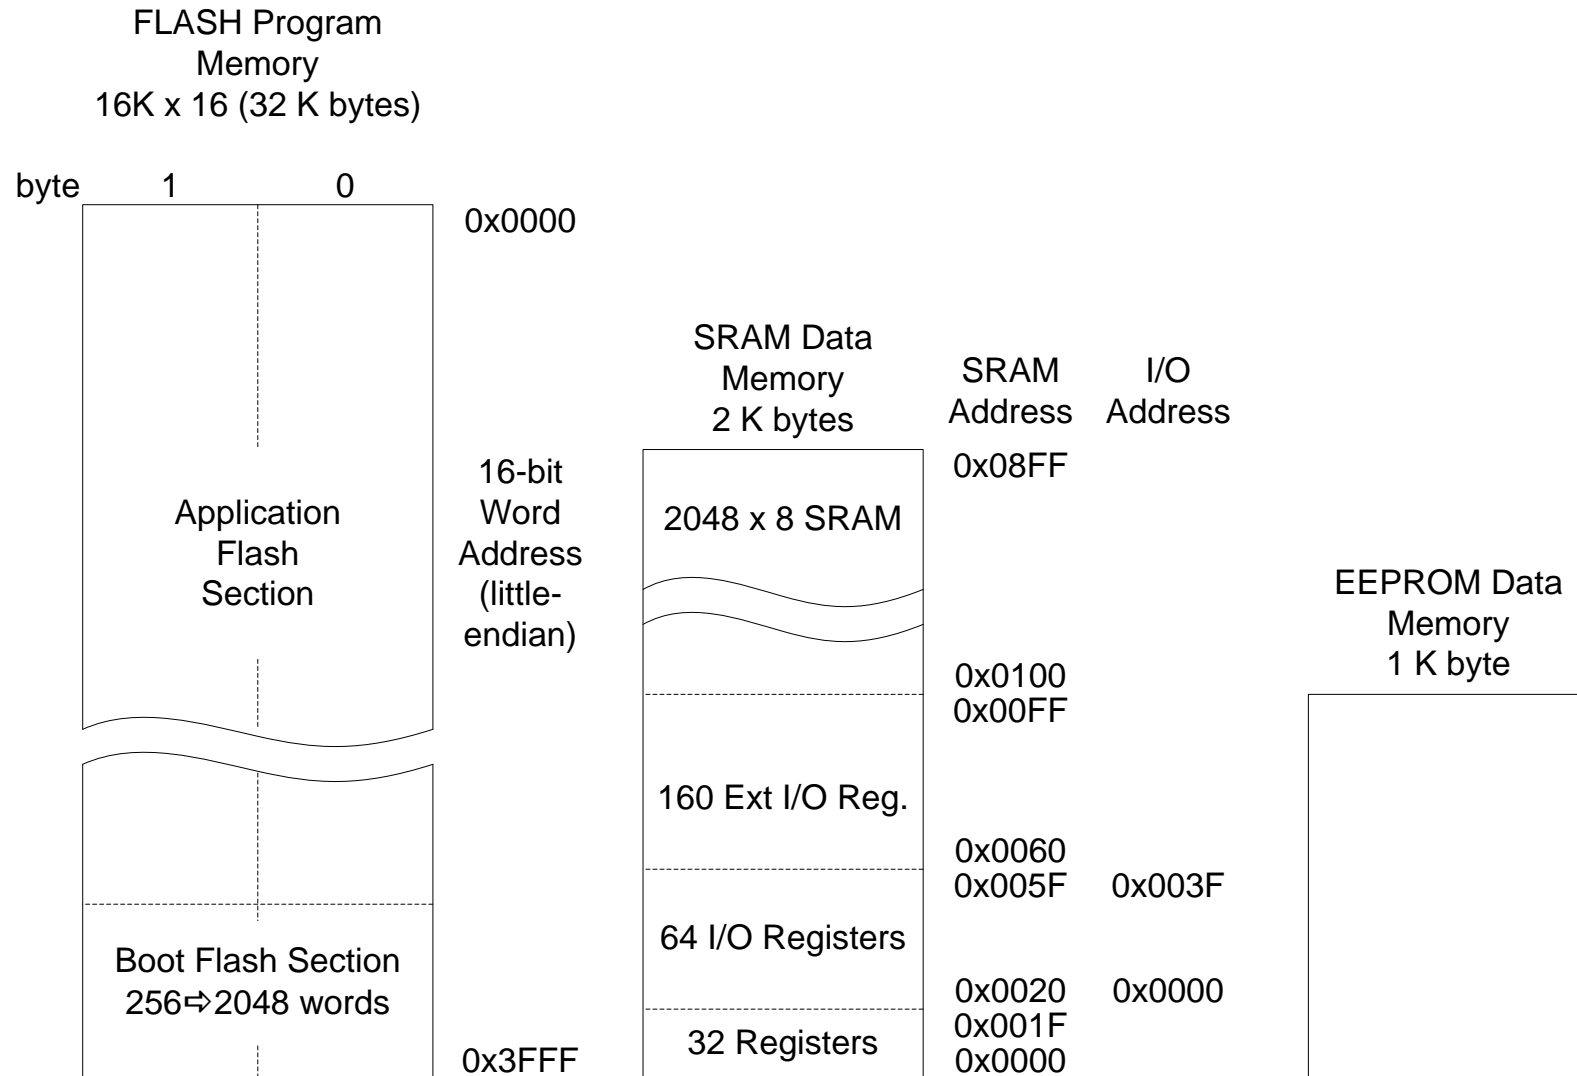 FLASH Program
Memory
16K x 16 (32 K bytes)
byte 1 0
0x0000
Application
Flash
Section
16-bit
Word
Address
(little-
endian)
Boot Flash Section
256⇨2048 words
0x3FFF
SRAM Data
Memory
2 K bytes
SRAM
Address
I/O
Address
0x08FF
2048 x 8 SRAM
0x0100
0x00FF
160 Ext I/O Reg.
0x0060
0x005F 0x003F
64 I/O Registers
0x0020 0x0000
0x001F
32 Registers
0x0000
EEPROM Data
Memory
1 K byte